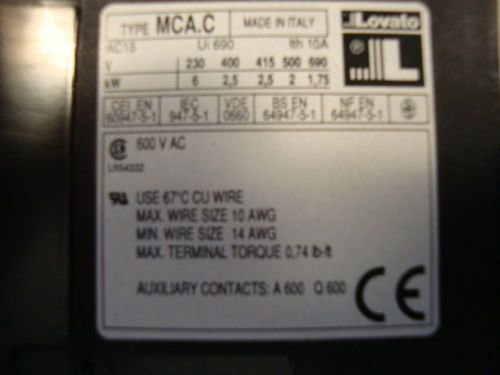 TYPE MCA.C MADE IN ITALY Lovato
AC15 Ui 690 Ith 10A
V 230 400 415 500 690
kW 6 2,5 2,5 2 1,75
CEI EN IEC VDE BS EN NF EN
60947-5-1 947-5-1 0660 64947-5-1 64947-5-1
600 V AC
LR54332
USE 67°C CU WIRE
MAX. WIRE SIZE 10 AWG
MIN. WIRE SIZE 14 AWG
MAX. TERMINAL TORQUE 0,74 lb-ft
AUXILIARY CONTACTS: A 600 Q 600
CE